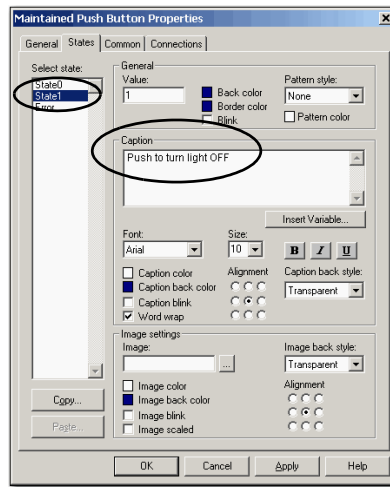 Maintained Push Button Properties
General States Common Connections
Select state:
State0
State1
Error
General
Value:
1
Back color
Border color
Blink
Pattern style:
None
Pattern color
Caption
Push to turn light OFF
Insert Variable...
Font:
Arial
Size:
10
B I U
Caption color
Caption back color
Caption blink
Word wrap
Alignment
Caption back style:
Transparent
Image settings
Image:
...
Image back style:
Transparent
Image color
Image back color
Image blink
Image scaled
Alignment
Copy...
Paste...
OK Cancel Apply Help